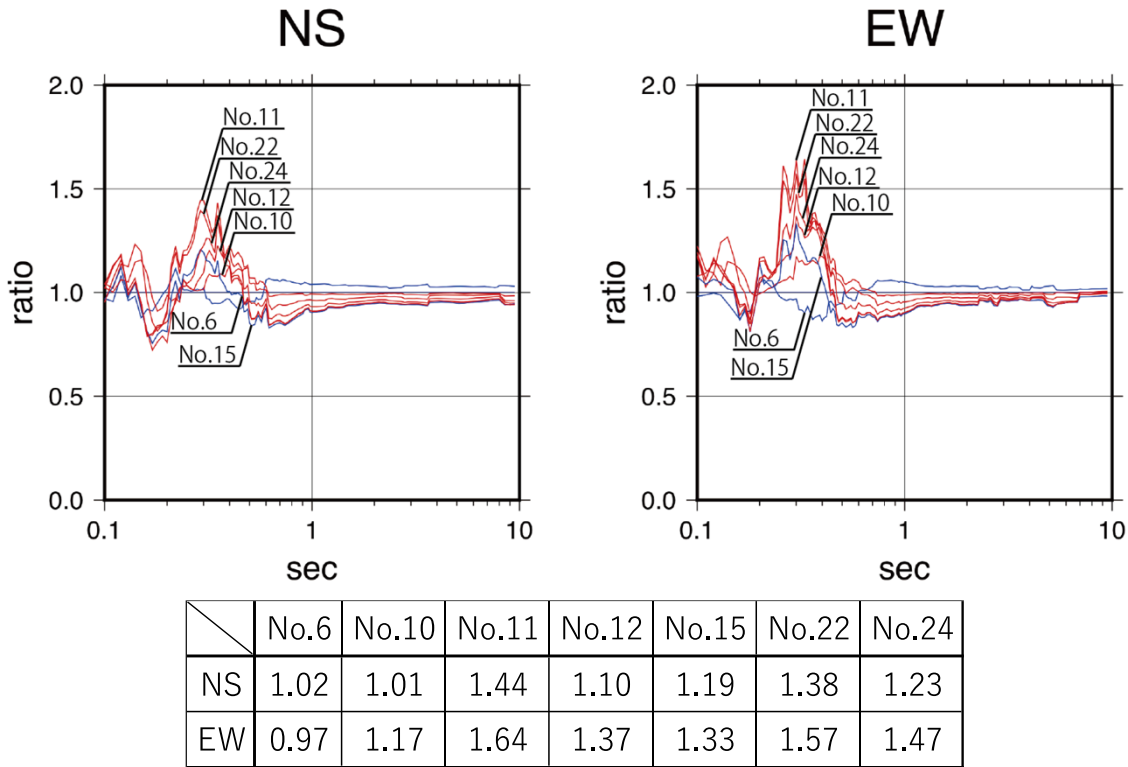 NS
2.0
1.5
1.0
0.5
0.0
ratio
No.11
No.22
No.24
No.12
No.10
No.6
No.15
0.1 1 10
sec
EW
2.0
1.5
1.0
0.5
0.0
ratio
No.11
No.22
No.24
No.12
No.10
No.6
No.15
0.1 1 10
sec
No.6 No.10 No.11 No.12 No.15 No.22 No.24
NS 1.02 1.01 1.44 1.10 1.19 1.38 1.23
EW 0.97 1.17 1.64 1.37 1.33 1.57 1.47